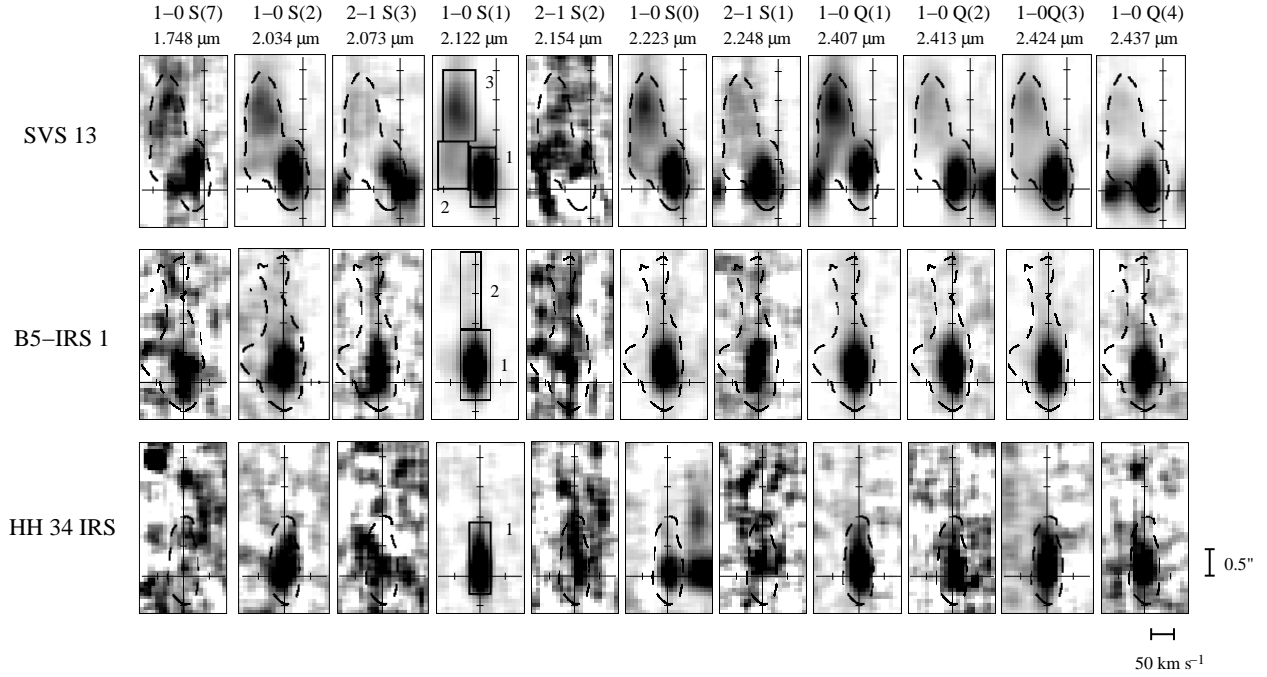 1−0 S(7) 1−0 S(2) 2−1 S(3) 1−0 S(1) 2−1 S(2) 1−0 S(0) 2−1 S(1) 1−0 Q(1) 1−0 Q(2) 1−0Q(3) 1−0 Q(4)
1.748 μm 2.034 μm 2.073 μm 2.122 μm 2.154 μm 2.223 μm 2.248 μm 2.407 μm 2.413 μm 2.424 μm 2.437 μm
3
SVS 13
1
2
2
B5−IRS 1
1
HH 34 IRS
1
0.5"
50 km s−1